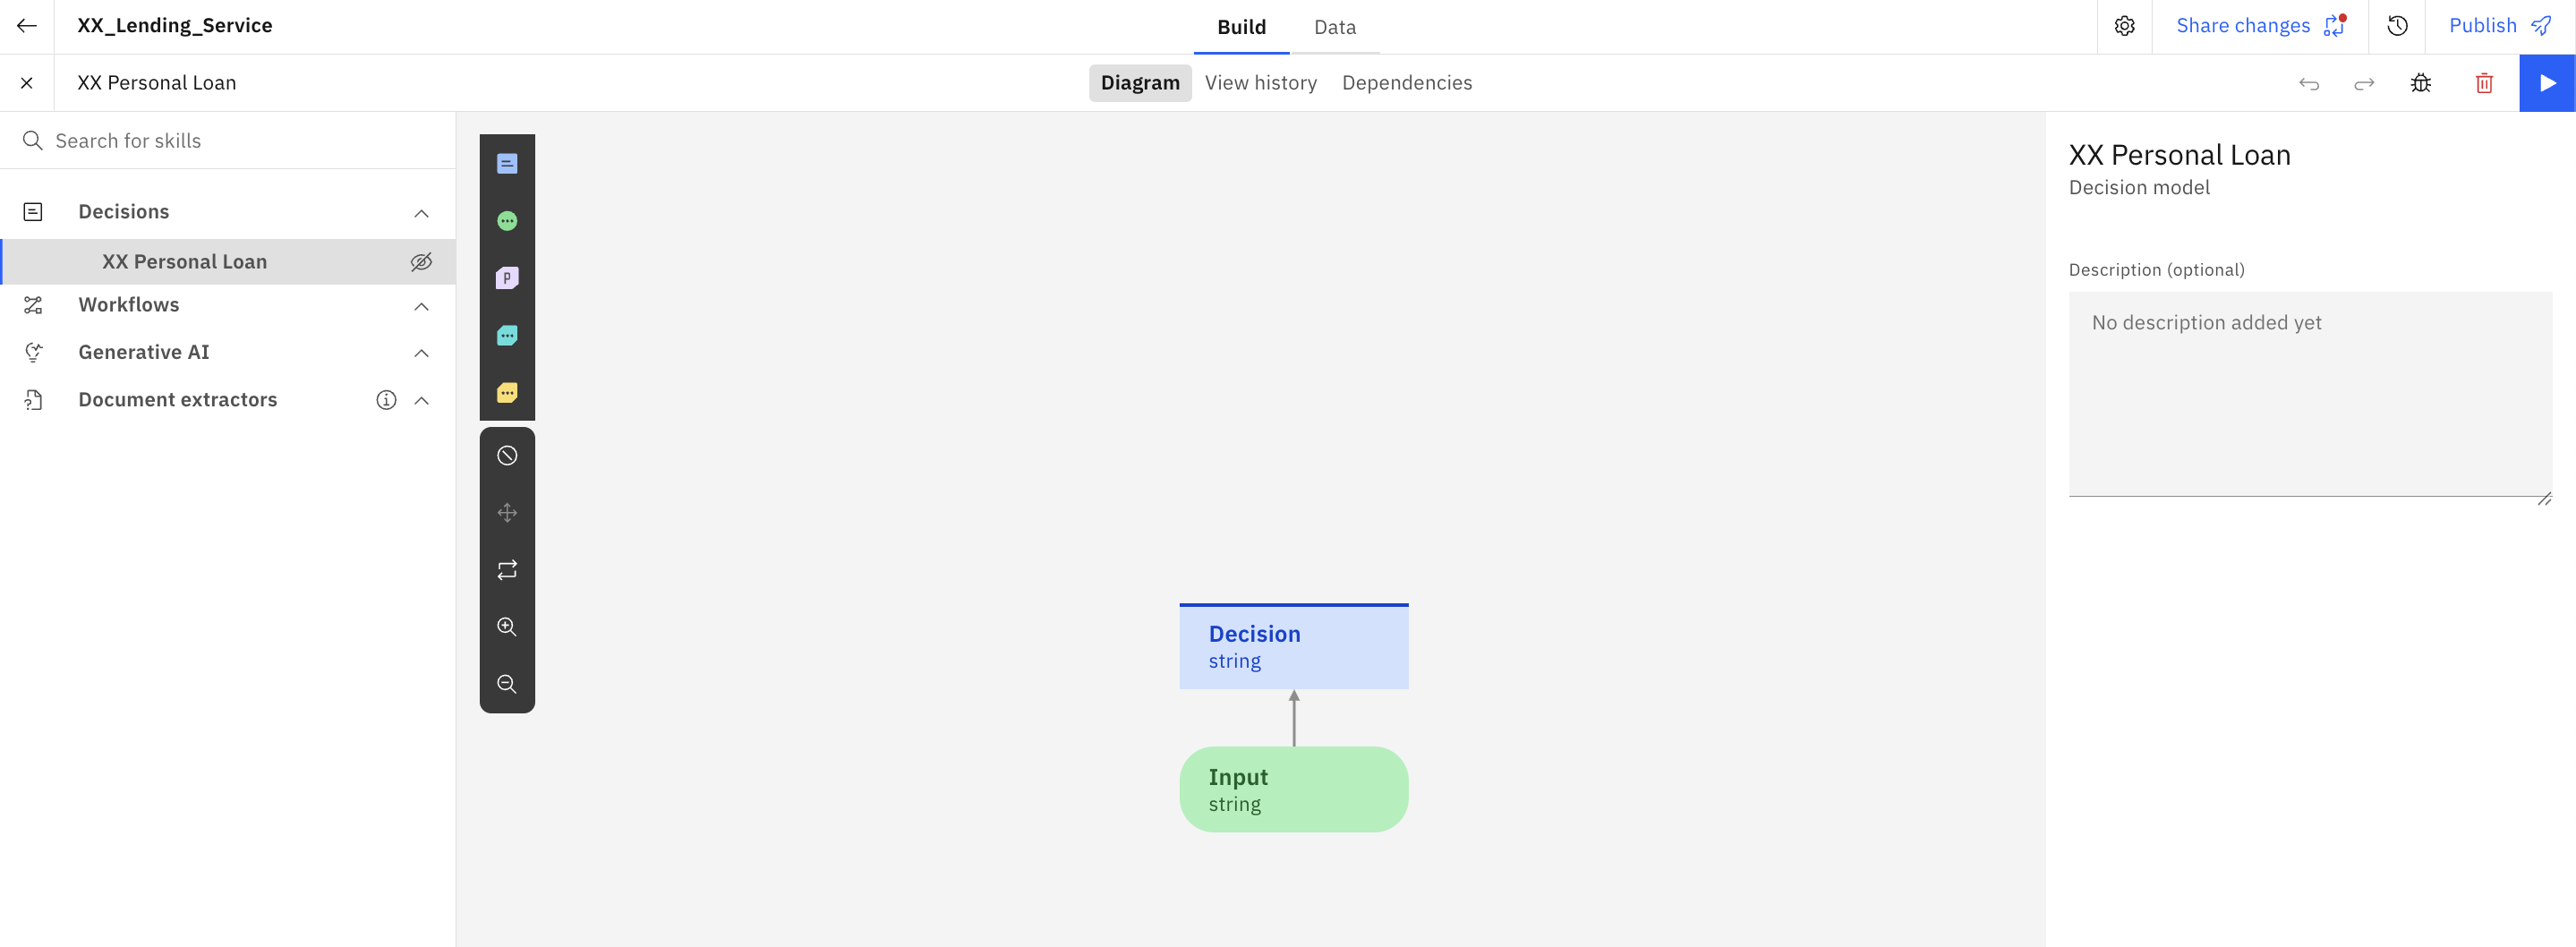 XX_Lending_Service
Build
Data
Share changes
Publish
XX Personal Loan
Diagram
View history
Dependencies
Search for skills
Decisions
XX Personal Loan
Workflows
Generative AI
Document extractors
P
Decision
string
Input
string
XX Personal Loan
Decision model
Description (optional)
No description added yet